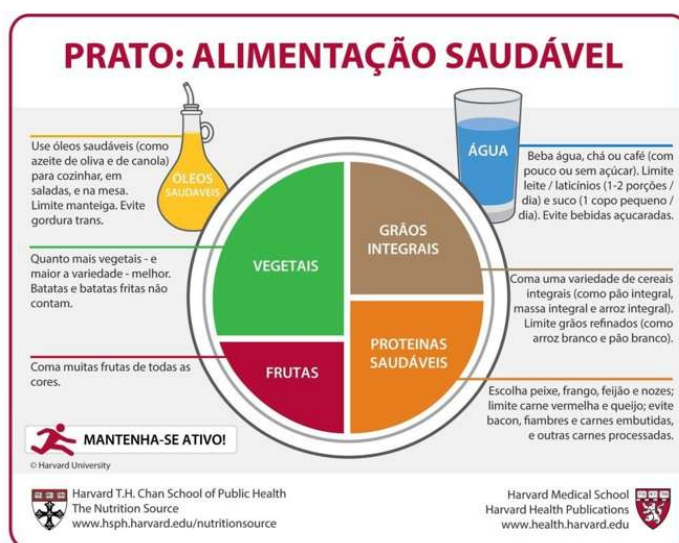 PRATO: ALIMENTAÇÃO SAUDÁVEL
Use óleos saudáveis (como
azeite de oliva e de canola)
para cozinhar, em
saladas, e na mesa.
Limite manteiga. Evite
gordura trans.
ÓLEOS
SAUDÁVEIS
ÁGUA
Beba água, chá ou café (com
pouco ou sem açúcar). Limite
leite / laticínios (1-2 porções /
dia) e suco (1 copo pequeno /
dia). Evite bebidas açucaradas.
VEGETAIS
GRÃOS
INTEGRAIS
Quanto mais vegetais - e
maior a variedade - melhor.
Batatas e batatas fritas não
contam.
Coma uma variedade de cereais
integrais (como pão integral,
massa integral e arroz integral).
Limite grãos refinados (como
arroz branco e pão branco).
FRUTAS
PROTEINAS
SAUDÁVEIS
Coma muitas frutas de todas as
cores.
Escolha peixe, frango, feijão e nozes;
limite carne vermelha e queijo; evite
bacon, fiambres e carnes embutidas,
e outras carnes processadas.
MANTENHA-SE ATIVO!
© Harvard University
Harvard T.H. Chan School of Public Health
The Nutrition Source
www.hsph.harvard.edu/nutritionsource
Harvard Medical School
Harvard Health Publications
www.health.harvard.edu